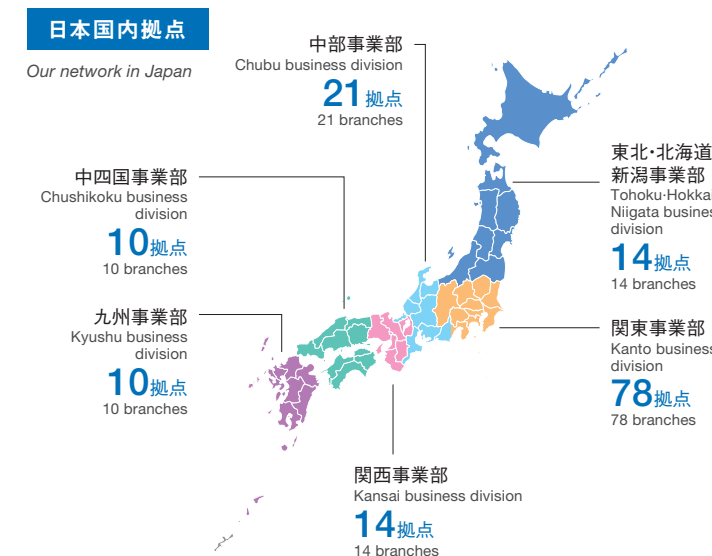 日本国内拠点
Our network in Japan
中部事業部
Chubu business division
21拠点
21 branches
東北・北海道
新潟事業部
Tohoku·Hokkai
Niigata busines
division
14拠点
14 branches
中四国事業部
Chushikoku business
division
10拠点
10 branches
九州事業部
Kyushu business
division
10拠点
10 branches
関東事業部
Kanto business
division
78拠点
78 branches
関西事業部
Kansai business division
14拠点
14 branches